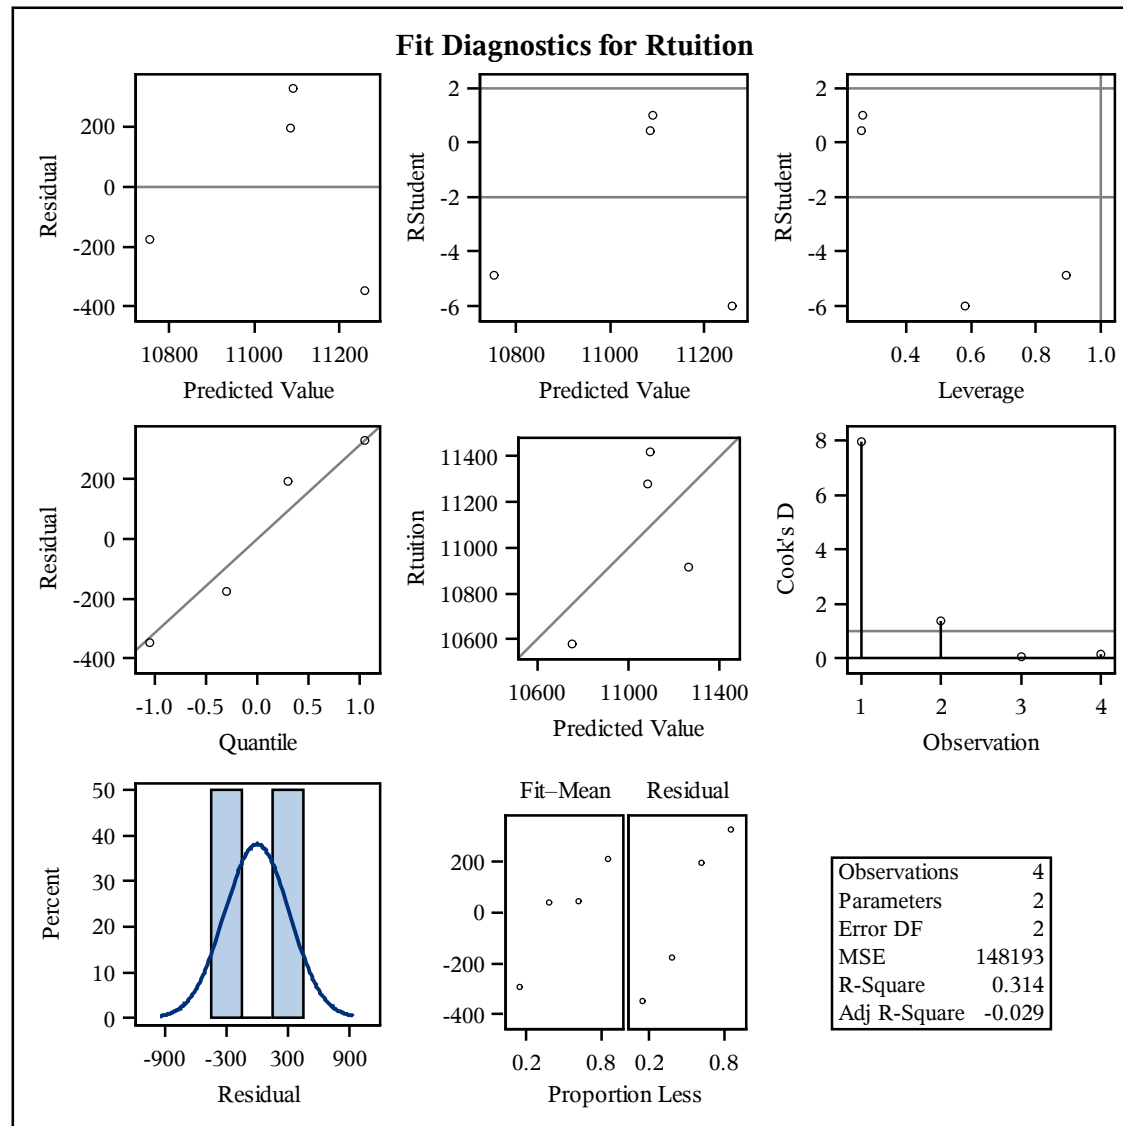 Fit Diagnostics for Rtuition
Residual
200
0
-200
-400
10800 11000 11200
Predicted Value
RStudent
2
0
-2
-4
-6
10800 11000 11200
Predicted Value
RStudent
2
0
-2
-4
-6
0.4 0.6 0.8 1.0
Leverage
Residual
200
0
-200
-400
-1.0 -0.5 0.0 0.5 1.0
Quantile
Rtuition
11400
11200
11000
10800
10600
10600 11000 11400
Predicted Value
Cook's D
8
6
4
2
0
1 2 3 4
Observation
Percent
50
40
30
20
10
0
-900 -300 300 900
Residual
Fit–Mean Residual
200
0
-200
-400
0.2 0.8 0.2 0.8
Proportion Less
Observations 4
Parameters 2
Error DF 2
MSE 148193
R-Square 0.314
Adj R-Square -0.029